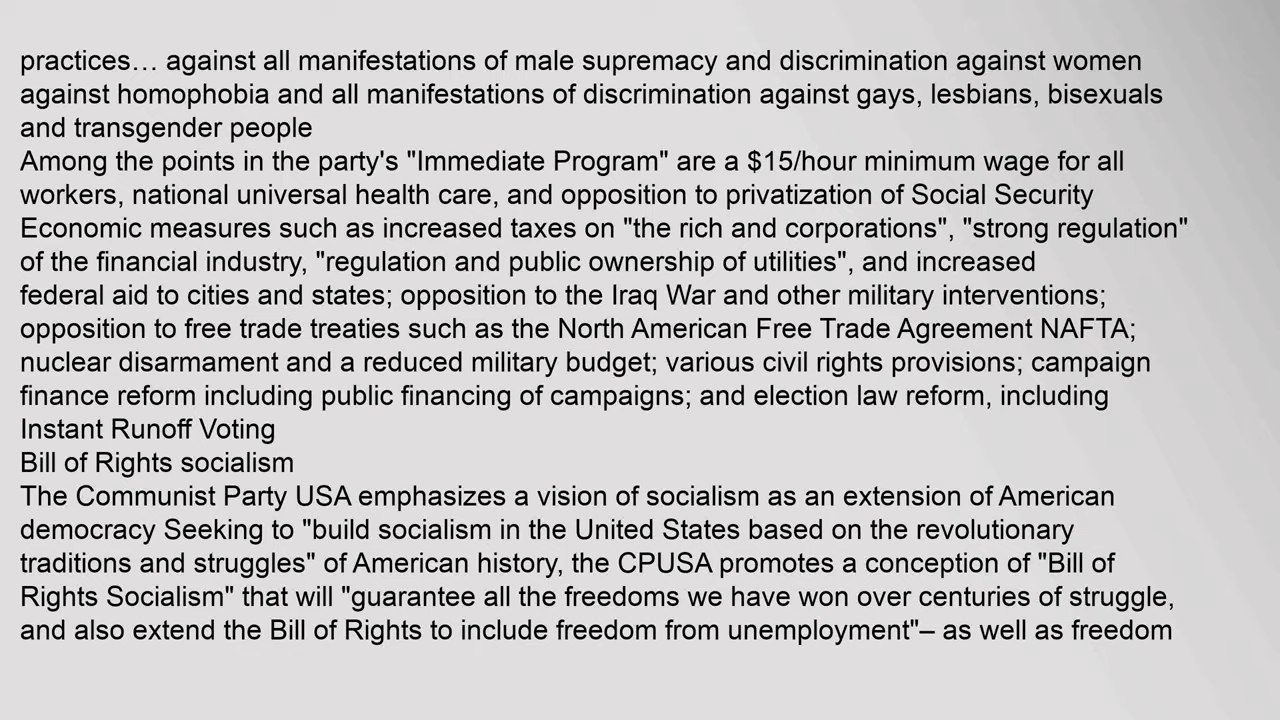 practices… against all manifestations of male supremacy and discrimination against women
against homophobia and all manifestations of discrimination against gays, lesbians, bisexuals
and transgender people
Among the points in the party's "Immediate Program" are a $15/hour minimum wage for all
workers, national universal health care, and opposition to privatization of Social Security
Economic measures such as increased taxes on "the rich and corporations", "strong regulation"
of the financial industry, "regulation and public ownership of utilities", and increased
federal aid to cities and states; opposition to the Iraq War and other military interventions;
opposition to free trade treaties such as the North American Free Trade Agreement NAFTA;
nuclear disarmament and a reduced military budget; various civil rights provisions; campaign
finance reform including public financing of campaigns; and election law reform, including
Instant Runoff Voting
Bill of Rights socialism
The Communist Party USA emphasizes a vision of socialism as an extension of American
democracy Seeking to "build socialism in the United States based on the revolutionary
traditions and struggles" of American history, the CPUSA promotes a conception of "Bill of
Rights Socialism" that will "guarantee all the freedoms we have won over centuries of struggle,
and also extend the Bill of Rights to include freedom from unemployment"– as well as freedom